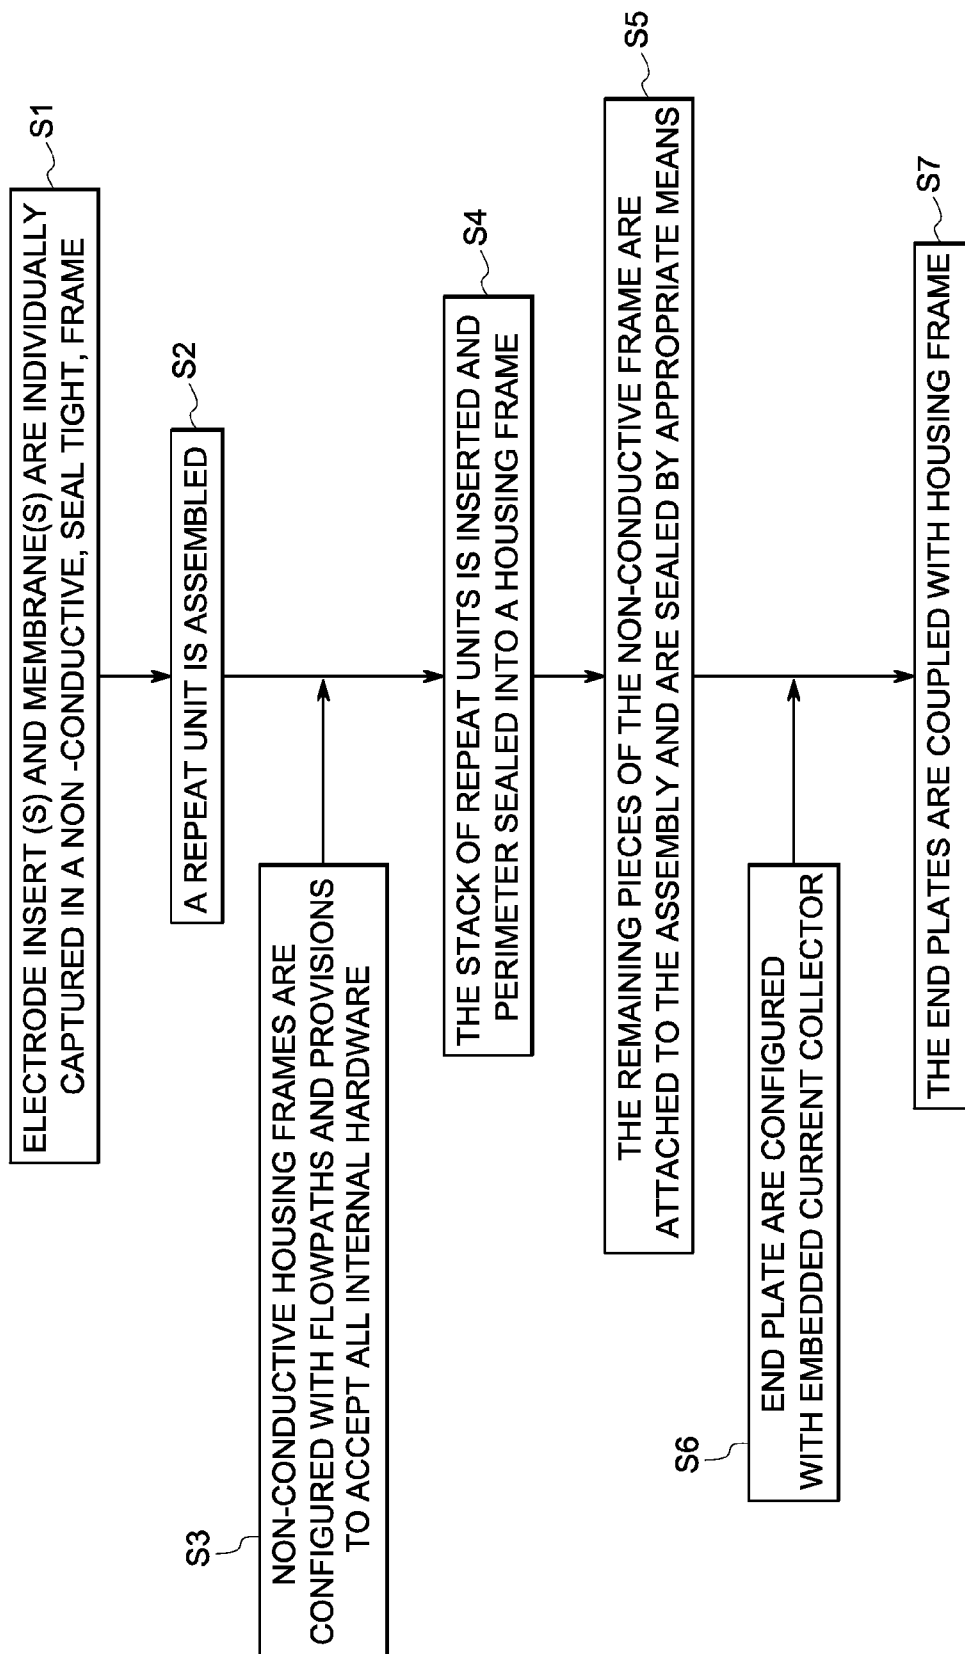 ELECTRODE INSERT (S) AND MEMBRANE(S) ARE INDIVIDUALLY
CAPTURED IN A NON -CONDUCTIVE, SEAL TIGHT, FRAME
S1
A REPEAT UNIT IS ASSEMBLED
S2
S3
NON-CONDUCTIVE HOUSING FRAMES ARE
CONFIGURED WITH FLOWPATHS AND PROVISIONS
TO ACCEPT ALL INTERNAL HARDWARE
THE STACK OF REPEAT UNITS IS INSERTED AND
PERIMETER SEALED INTO A HOUSING FRAME
S4
THE REMAINING PIECES OF THE NON-CONDUCTIVE FRAME ARE
ATTACHED TO THE ASSEMBLY AND ARE SEALED BY APPROPRIATE MEANS
S5
S6
END PLATE ARE CONFIGURED
WITH EMBEDDED CURRENT COLLECTOR
THE END PLATES ARE COUPLED WITH HOUSING FRAME
S7